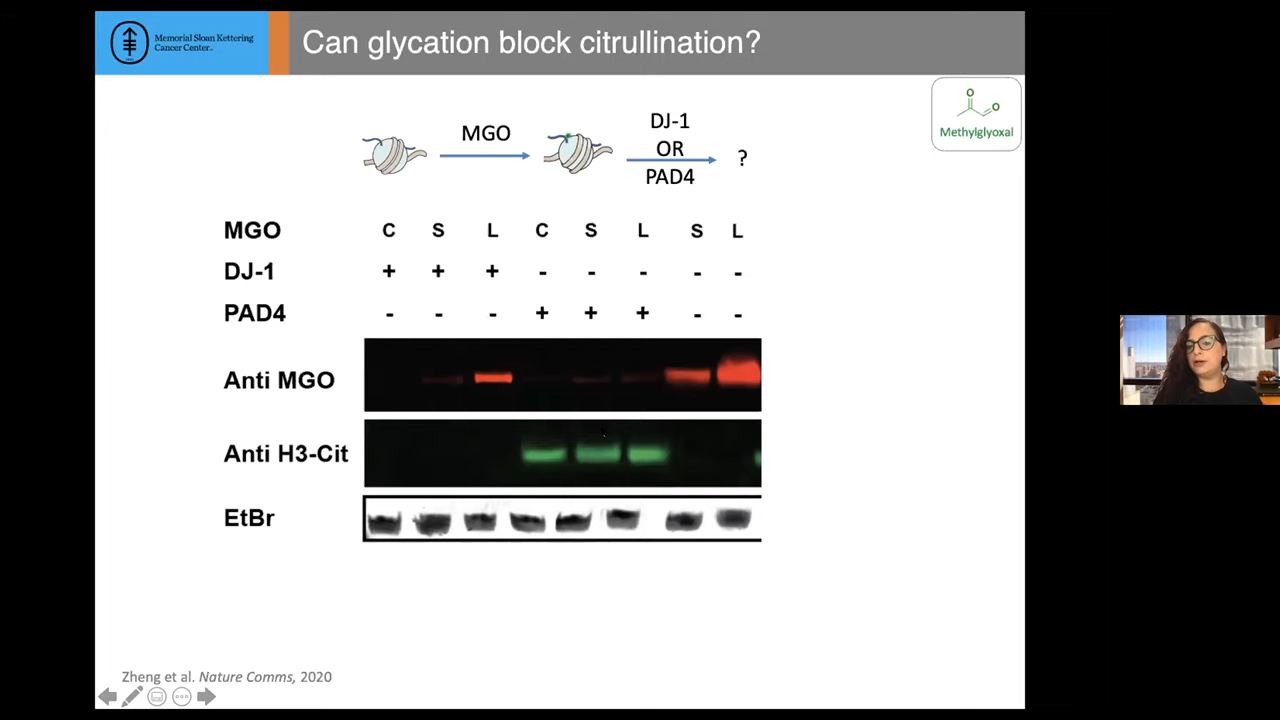 Memorial Sloan Kettering
Cancer Center
Can glycation block citrullination?
O
O
Methylglyoxal
MGO
DJ-1
OR
PAD4
?
MGO C S L C S L S L
DJ-1 + + + - - - - -
PAD4 - - - + + + - -
Anti MGO
Anti H3-Cit
EtBr
Zheng et al. Nature Comms, 2020